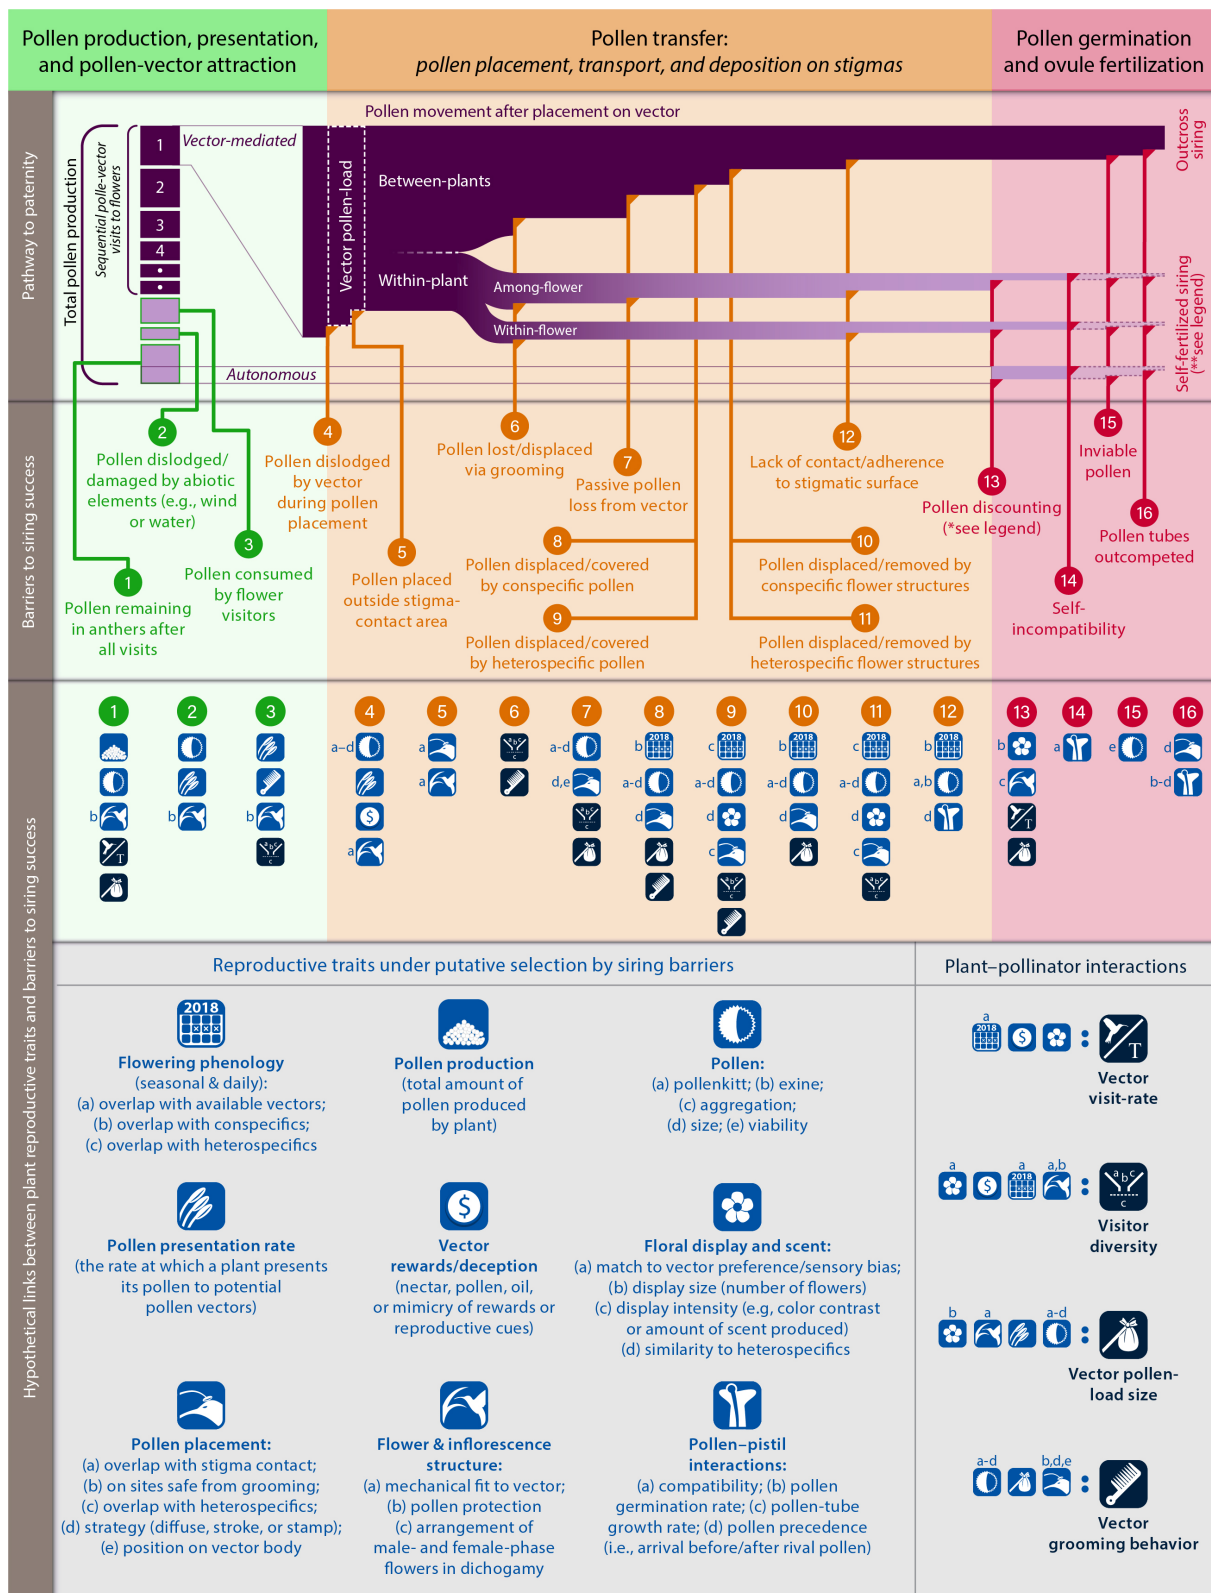 Pollen production, presentation,
and pollen-vector attraction
Pollen transfer:
pollen placement, transport, and deposition on stigmas
Pollen germination
and ovule fertilization
Pathway to paternity
Total pollen production
Sequential polle-vector
visits to flowers
1
2
3
4
Vector-mediated
Autonomous
Pollen movement after placement on vector
Vector pollen-load
Between-plants
Within-plant
Among-flower
Within-flower
Outcross
siring
Self-fertilized siring
(**see legend)
Barriers to siring success
1
Pollen remaining
in anthers after
all visits
2
Pollen dislodged/
damaged by abiotic
elements (e.g., wind
or water)
3
Pollen consumed
by flower
visitors
4
Pollen dislodged
by vector
during pollen
placement
5
Pollen placed
outside stigma-
contact area
6
Pollen lost/displaced
via grooming
7
Passive pollen
loss from vector
8
Pollen displaced/covered
by conspecific pollen
9
Pollen displaced/covered
by heterospecific pollen
10
Pollen displaced/removed by
conspecific flower structures
11
Pollen displaced/removed by
heterospecific flower structures
12
Lack of contact/adherence
to stigmatic surface
13
Pollen discounting
(*see legend)
14
Self-
incompatibility
15
Inviable
pollen
16
Pollen tubes
outcompeted
Hypothetical links between plant reproductive traits and barriers to siring success
1 2 3 4 5 6 7 8 9 10 11 12 13 14 15 16
a–d a a b c 2018 a b c a-d b 2018 c 2018 b 2018 c 2018 b 2018 b a e d
a d,e a-d a-d a-d a-d a,b c b-d
b b b a b c d d d d d T
T a b c a c c
a b c a b c
Reproductive traits under putative selection by siring barriers
2018
Flowering phenology
(seasonal & daily):
(a) overlap with available vectors;
(b) overlap with conspecifics;
(c) overlap with heterospecifics
Pollen production
(total amount of
pollen produced
by plant)
Pollen:
(a) pollenkitt; (b) exine;
(c) aggregation;
(d) size; (e) viability
Pollen presentation rate
(the rate at which a plant presents
its pollen to potential
pollen vectors)
$
Vector
rewards/deception
(nectar, pollen, oil,
or mimicry of rewards or
reproductive cues)
Floral display and scent:
(a) match to vector preference/sensory bias;
(b) display size (number of flowers)
(c) display intensity (e.g, color contrast
or amount of scent produced)
(d) similarity to heterospecifics
Pollen placement:
(a) overlap with stigma contact;
(b) on sites safe from grooming;
(c) overlap with heterospecifics;
(d) strategy (diffuse, stroke, or stamp);
(e) position on vector body
Flower & inflorescence
structure:
(a) mechanical fit to vector;
(b) pollen protection
(c) arrangement of
male- and female-phase
flowers in dichogamy
Pollen–pistil
interactions:
(a) compatibility; (b) pollen
germination rate; (c) pollen-tube
growth rate; (d) pollen precedence
(i.e., arrival before/after rival pollen)
Plant–pollinator interactions
a
2018 $ : T
Vector
visit-rate
a a a,b
$ 2018 : a b c c
Visitor
diversity
b a a-d
:
Vector pollen-
load size
a-d b,d,e
:
Vector
grooming behavior